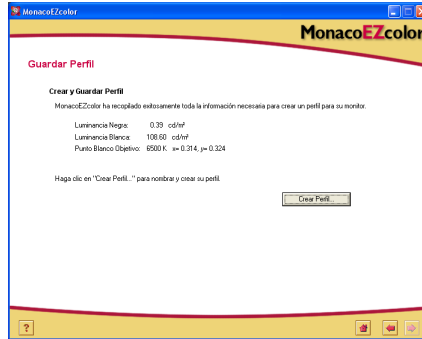 MonacoEZcolor
MonacoEZcolor
Guardar Perfil
Crear y Guardar Perfil
MonacoEZcolor ha recopilado exitosamente toda la información necesaria para crear un perfil para su monitor.
Luminancia Negra: 0.39 cd/m²
Luminancia Blanca: 108.60 cd/m²
Punto Blanco Objetivo: 6500 K x= 0.314, y= 0.324
Haga clic en "Crear Perfil..." para nombrar y crear su perfil.
Crear Perfil...
?